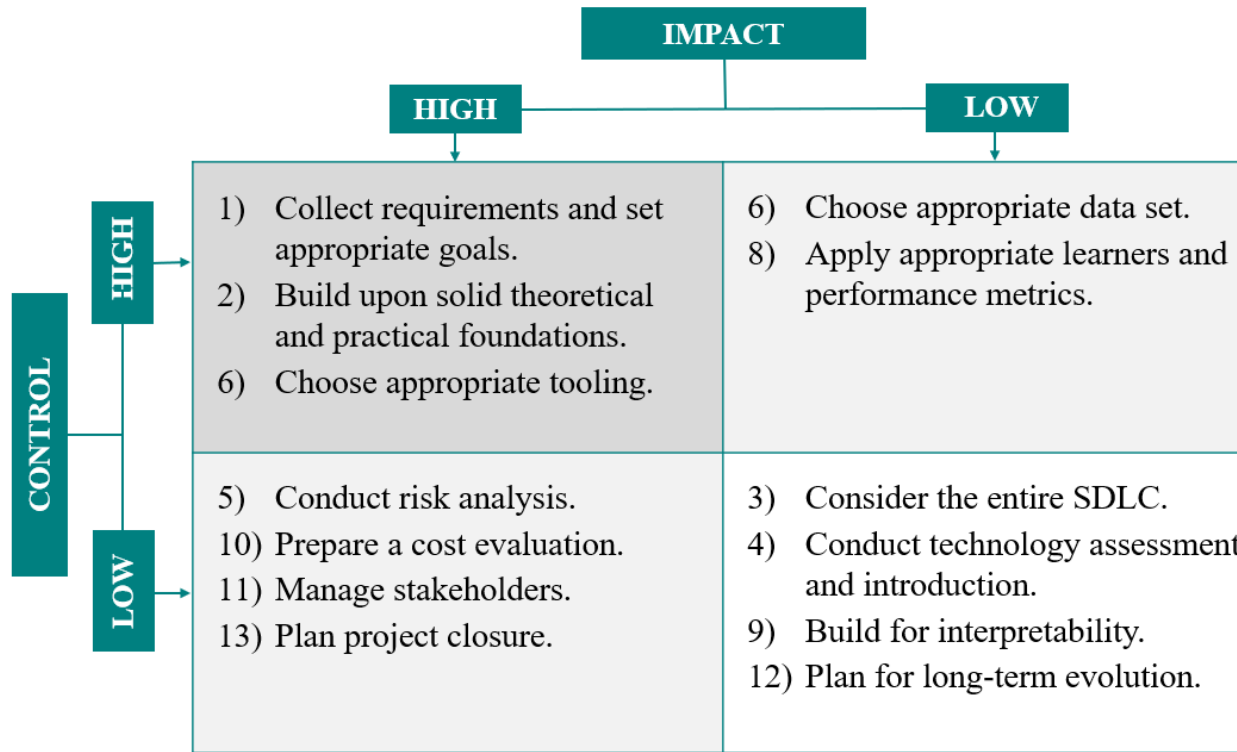 IMPACT
HIGH
LOW
CONTROL
HIGH
LOW
1) Collect requirements and set
appropriate goals.
2) Build upon solid theoretical
and practical foundations.
6) Choose appropriate tooling.
6) Choose appropriate data set.
8) Apply appropriate learners and
performance metrics.
5) Conduct risk analysis.
10) Prepare a cost evaluation.
11) Manage stakeholders.
13) Plan project closure.
3) Consider the entire SDLC.
4) Conduct technology assessment
and introduction.
9) Build for interpretability.
12) Plan for long-term evolution.